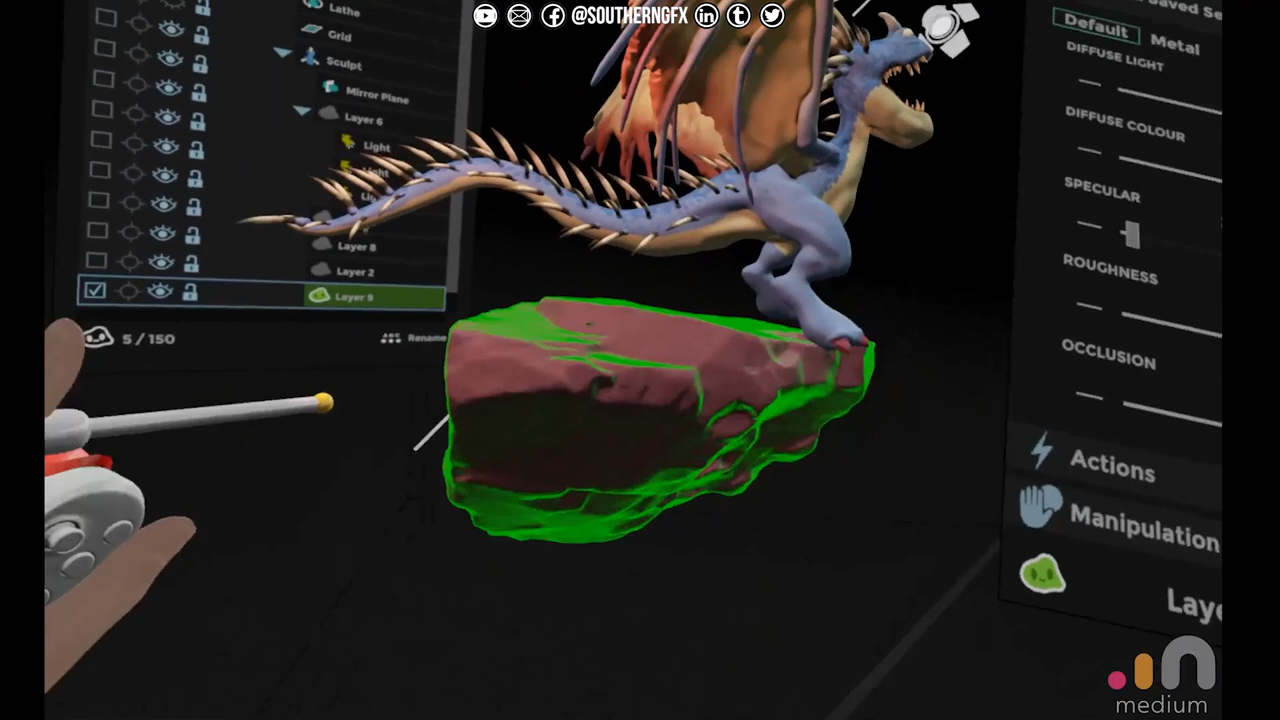 @SOUTHERNGFX
Lathe
Grid
Sculpt
Mirror Plane
Layer 6
Light
Light
Layer 8
Layer 2
Layer 9
5 / 150
Rename
Default
Metal
DIFFUSE LIGHT
DIFFUSE COLOUR
SPECULAR
ROUGHNESS
OCCLUSION
Actions
Manipulation
medium